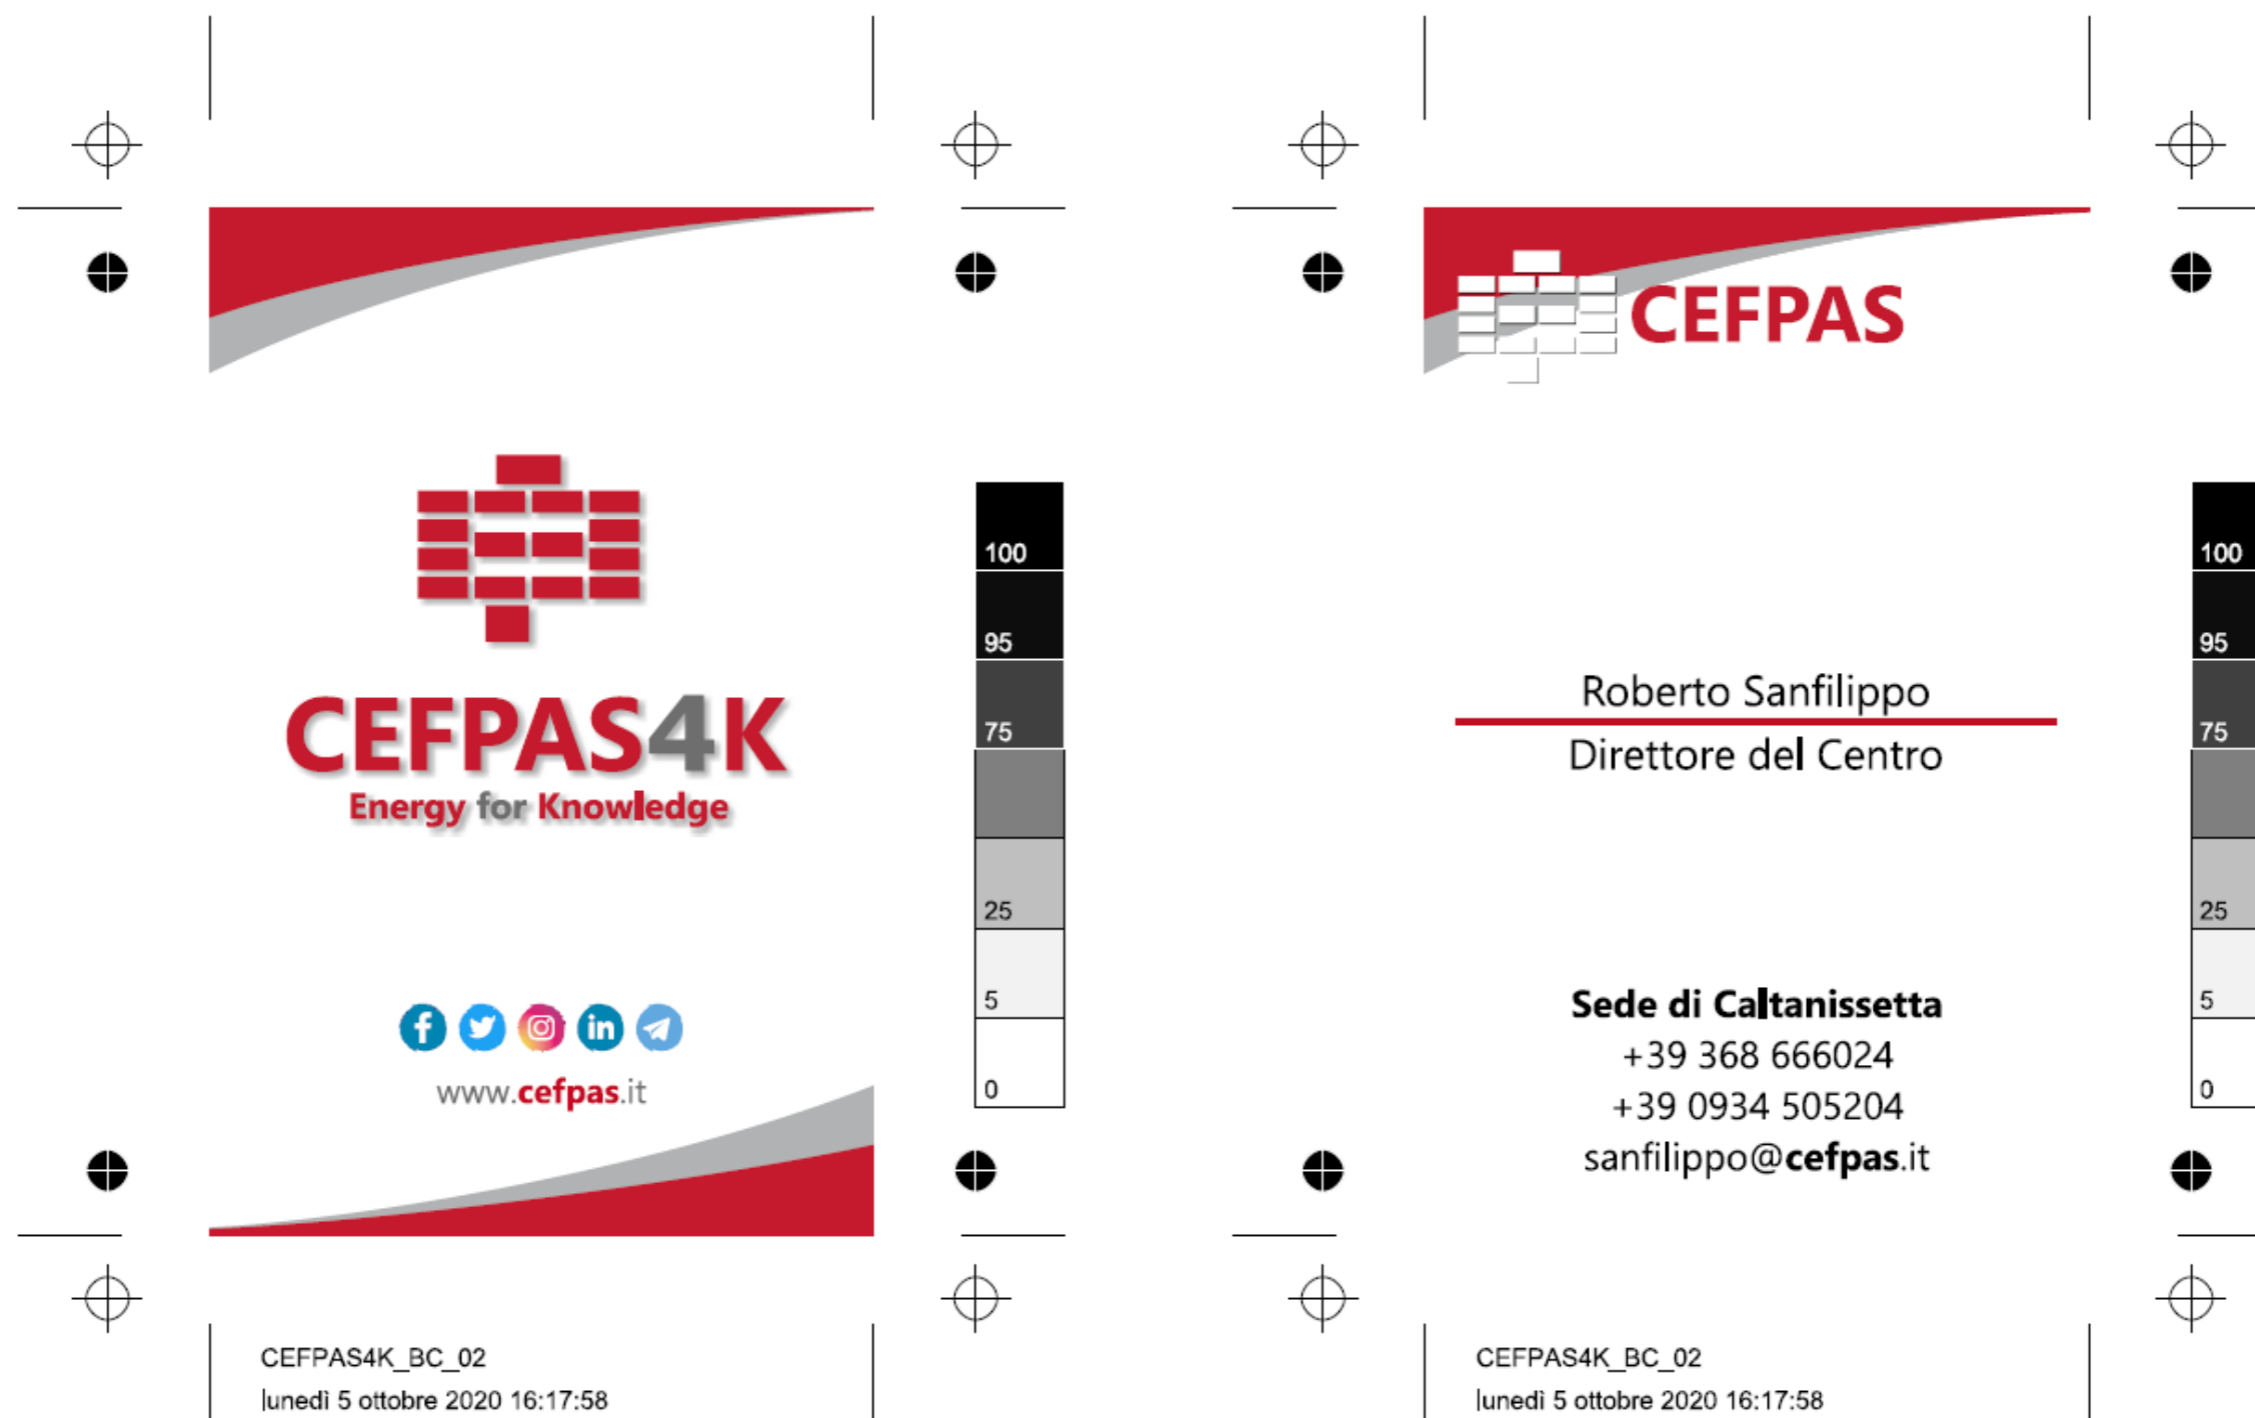 CEFPAS4K
Energy for Knowledge
www.cefpas.it
100
95
75
25
5
0
CEFPAS4K_BC_02
lunedì 5 ottobre 2020 16:17:58
CEFPAS
Roberto Sanfilippo
Direttore del Centro
Sede di Caltanissetta
+39 368 666024
+39 0934 505204
sanfilippo@cefpas.it
100
95
75
25
5
0
CEFPAS4K_BC_02
lunedì 5 ottobre 2020 16:17:58